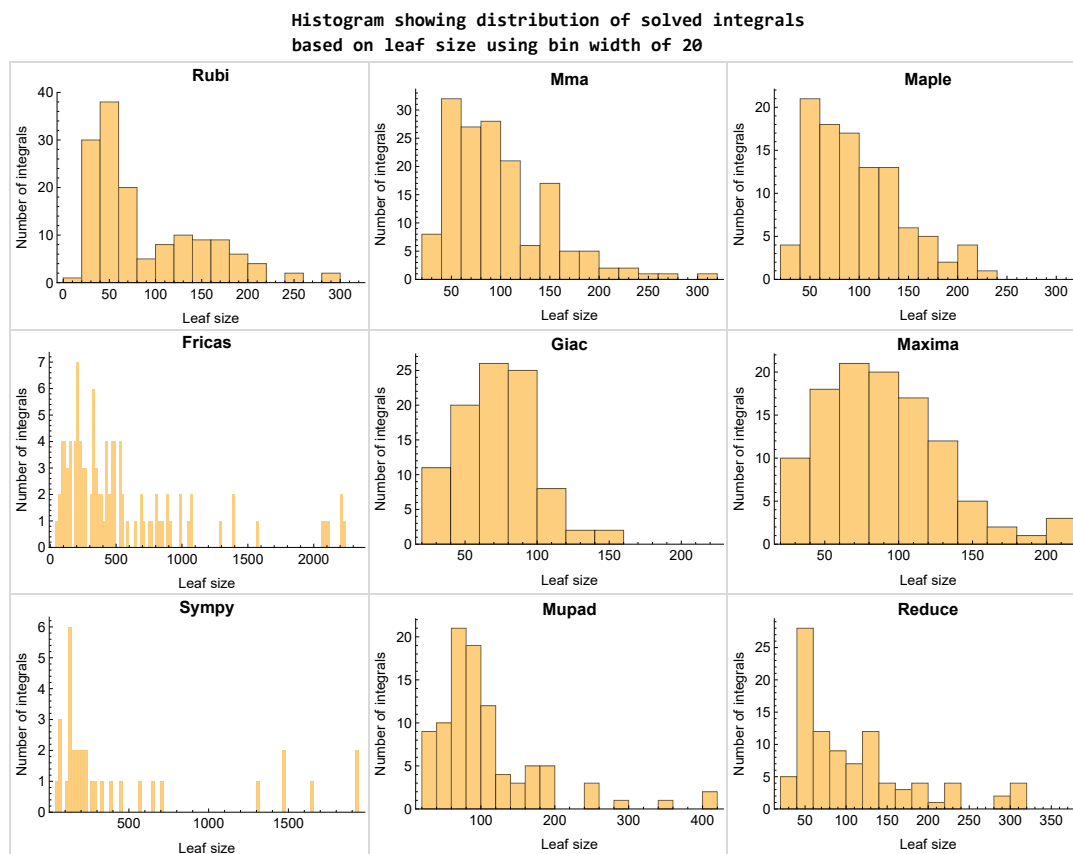 Histogram showing distribution of solved integrals
based on leaf size using bin width of 20
Rubi
Number of integrals
40
30
20
10
0
0 50 100 150 200 250 300
Leaf size
Mma
Number of integrals
30
25
20
15
10
5
0
50 100 150 200 250 300
Leaf size
Maple
Number of integrals
20
15
10
5
0
50 100 150 200 250 300
Leaf size
Fricas
Number of integrals
7
6
5
4
3
2
1
0
0 500 1000 1500 2000
Leaf size
Giac
Number of integrals
25
20
15
10
5
0
50 100 150 200
Leaf size
Maxima
Number of integrals
20
15
10
5
0
50 100 150 200
Leaf size
Sympy
Number of integrals
6
5
4
3
2
1
0
500 1000 1500
Leaf size
Mupad
Number of integrals
20
15
10
5
0
100 200 300 400
Leaf size
Reduce
Number of integrals
25
20
15
10
5
0
50 100 150 200 250 300 350
Leaf size